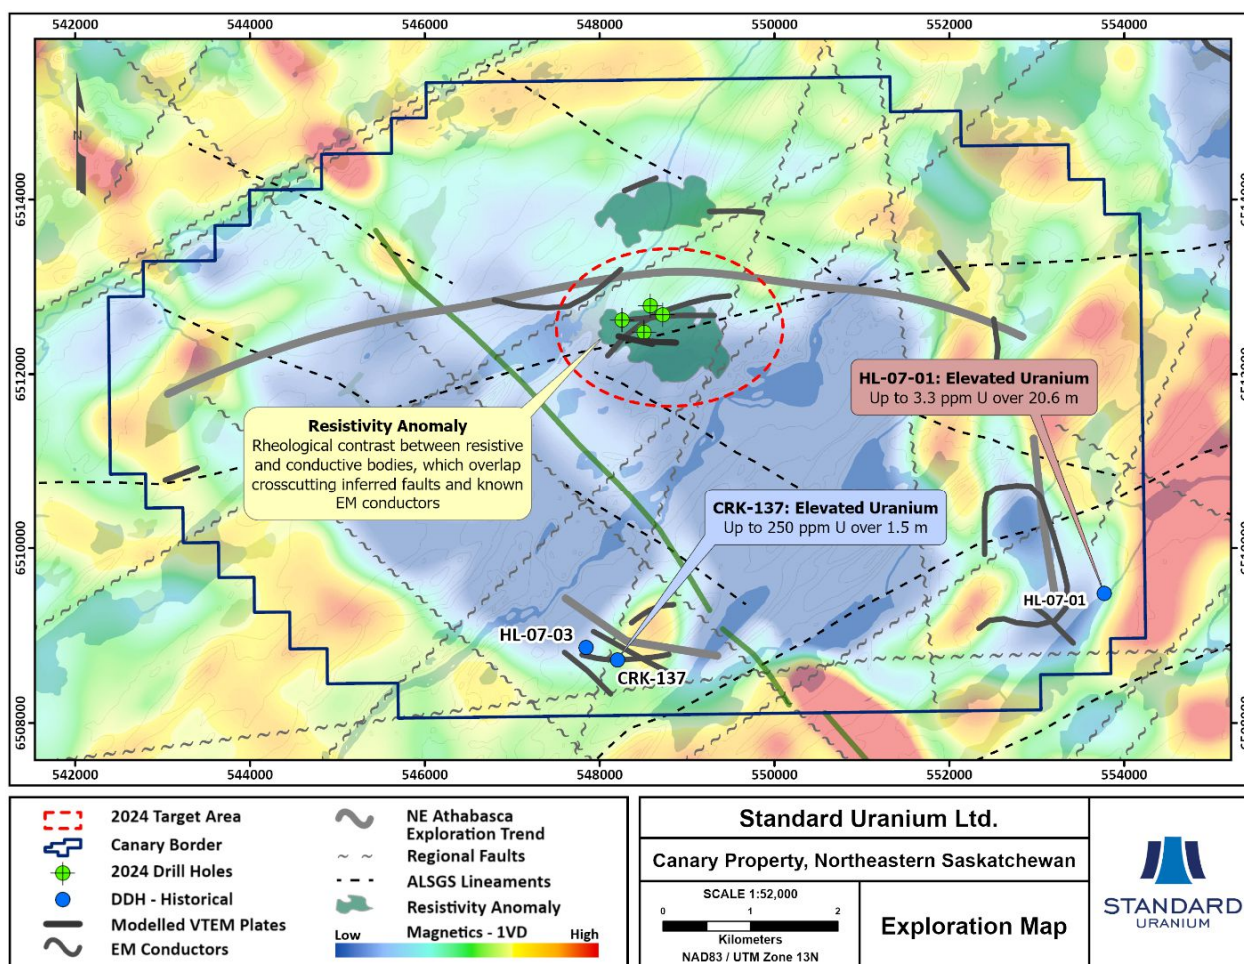 542000 544000 546000 548000 550000 552000 554000
6514000 6514000
6512000 6512000
6510000 6510000
6508000 6508000
N
HL-07-01: Elevated Uranium
Up to 3.3 ppm U over 20.6 m
Resistivity Anomaly
Rheological contrast between resistive
and conductive bodies, which overlap
crosscutting inferred faults and known
EM conductors
CRK-137: Elevated Uranium
Up to 250 ppm U over 1.5 m
HL-07-01
HL-07-03
CRK-137
542000 544000 546000 548000 550000 552000 554000
2024 Target Area
Canary Border
2024 Drill Holes
DDH - Historical
Modelled VTEM Plates
EM Conductors
NE Athabasca
Exploration Trend
Regional Faults
ALSGS Lineaments
Resistivity Anomaly
Magnetics - 1VD
Low High
Standard Uranium Ltd.
Canary Property, Northeastern Saskatchewan
SCALE 1:52,000
0 1 2
Kilometers
NAD83 / UTM Zone 13N
Exploration Map
STANDARD
URANIUM